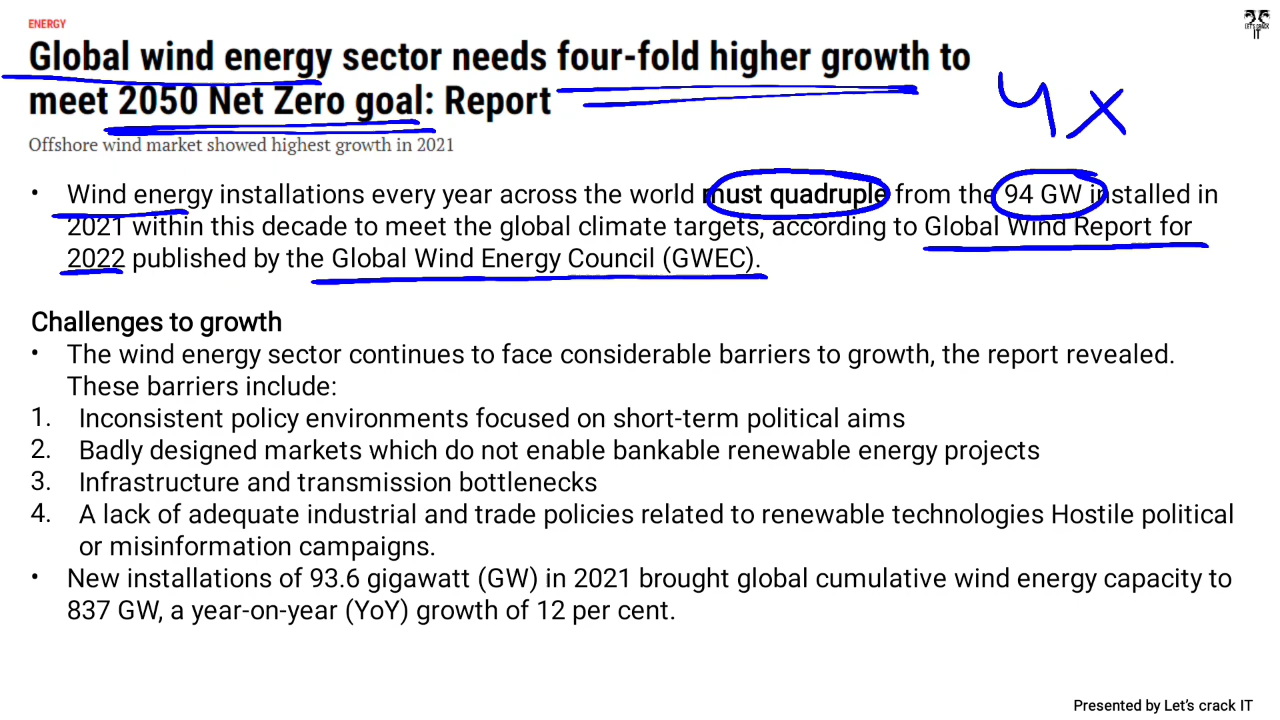 ENERGY
LET'S CRACK
IT
Global wind energy sector needs four-fold higher growth to
meet 2050 Net Zero goal: Report
4 X
Offshore wind market showed highest growth in 2021
• Wind energy installations every year across the world must quadruple from the 94 GW installed in
2021 within this decade to meet the global climate targets, according to Global Wind Report for
2022 published by the Global Wind Energy Council (GWEC).
Challenges to growth
• The wind energy sector continues to face considerable barriers to growth, the report revealed.
These barriers include:
1. Inconsistent policy environments focused on short-term political aims
2. Badly designed markets which do not enable bankable renewable energy projects
3. Infrastructure and transmission bottlenecks
4. A lack of adequate industrial and trade policies related to renewable technologies Hostile political
or misinformation campaigns.
• New installations of 93.6 gigawatt (GW) in 2021 brought global cumulative wind energy capacity to
837 GW, a year-on-year (YoY) growth of 12 per cent.
Presented by Let's crack IT